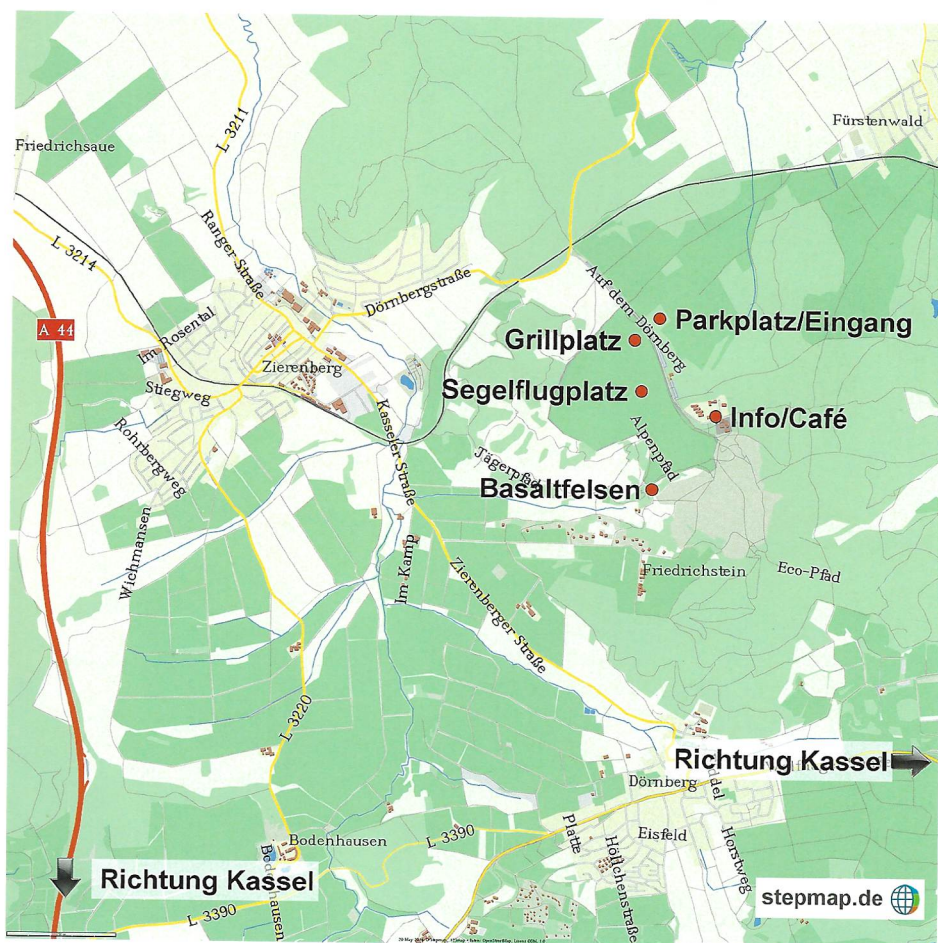 L 3211
Fürstenwald
Friedrichsaue
Ranger Straße
L 3214
Dörnbergstraße
Auf dem Dörnberg
A 44
Im Rosental
Parkplatz/Eingang
Grillplatz
Zierenberg
Stiegweg
Segelflugplatz
Info/Café
Rohrbergweg
Kasseler Straße
Alpenpfad
Jägerpfad
Basaltfelsen
Wichmansen
Im Kamp
Zierenberger Straße
Friedrichstein
Eco-Pfad
L 3220
Richtung Kassel
Dörnberg
Platte
Eisfeld
L 3390
Höllchenstraße
Horstweg
Bodenhausen
Bodenhausen
Richtung Kassel
L 3390
stepmap.de